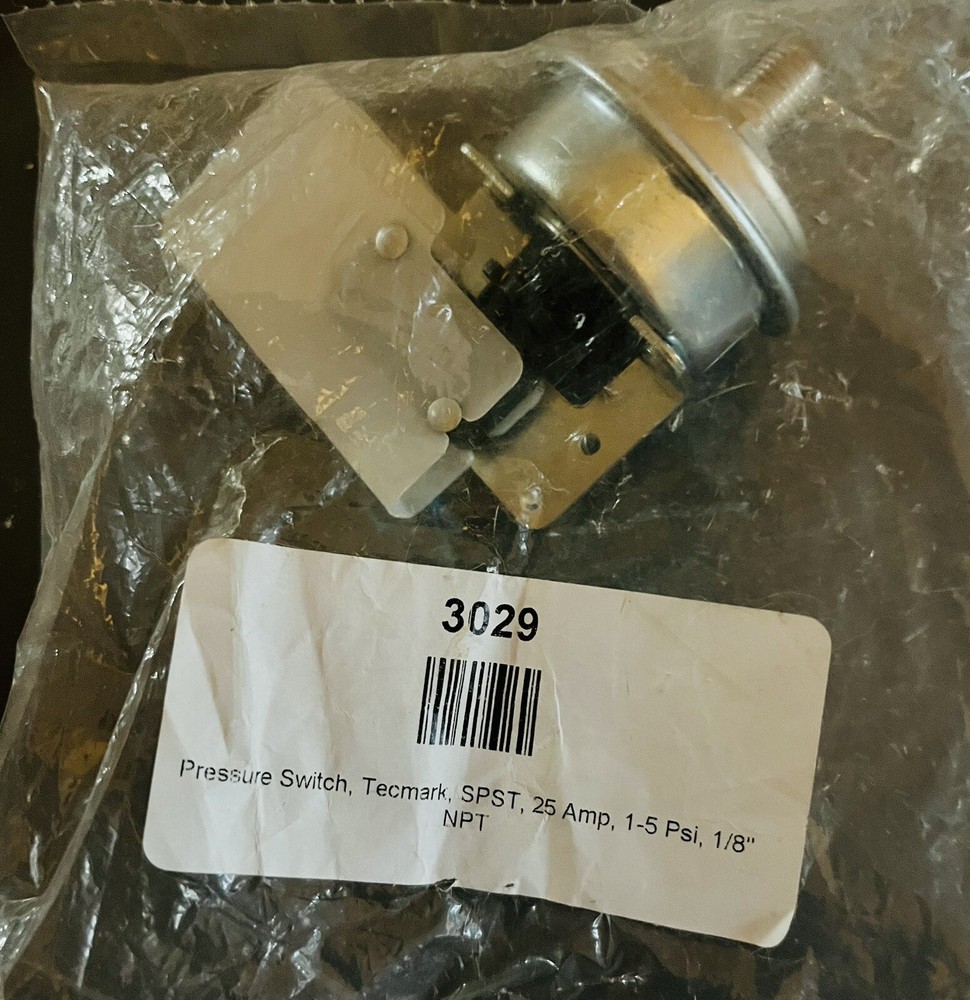 3029
Pressure Switch, Tecmark, SPST, 25 Amp, 1-5 Psi, 1/8"
NPT